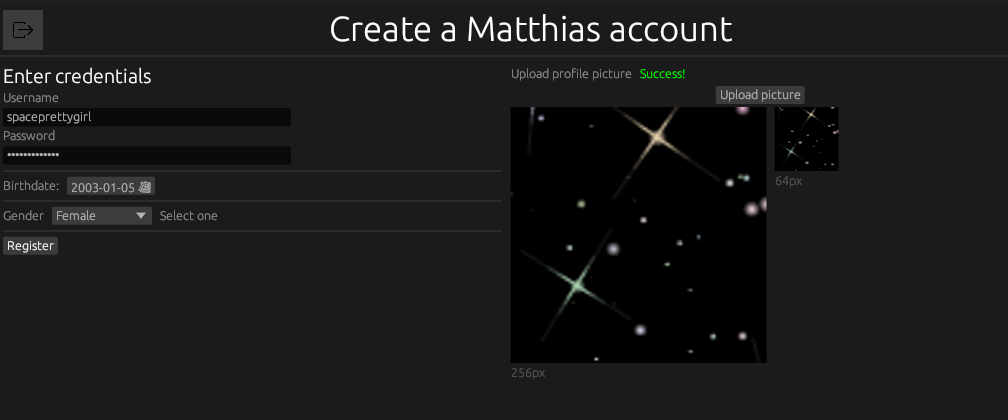 Create a Matthias account
Enter credentials
Username
spaceprettygirl
Password
•••••••••••••
Birthdate: 2003-01-05
Gender Female Select one
Register
Upload profile picture Success!
Upload picture
64px
256px